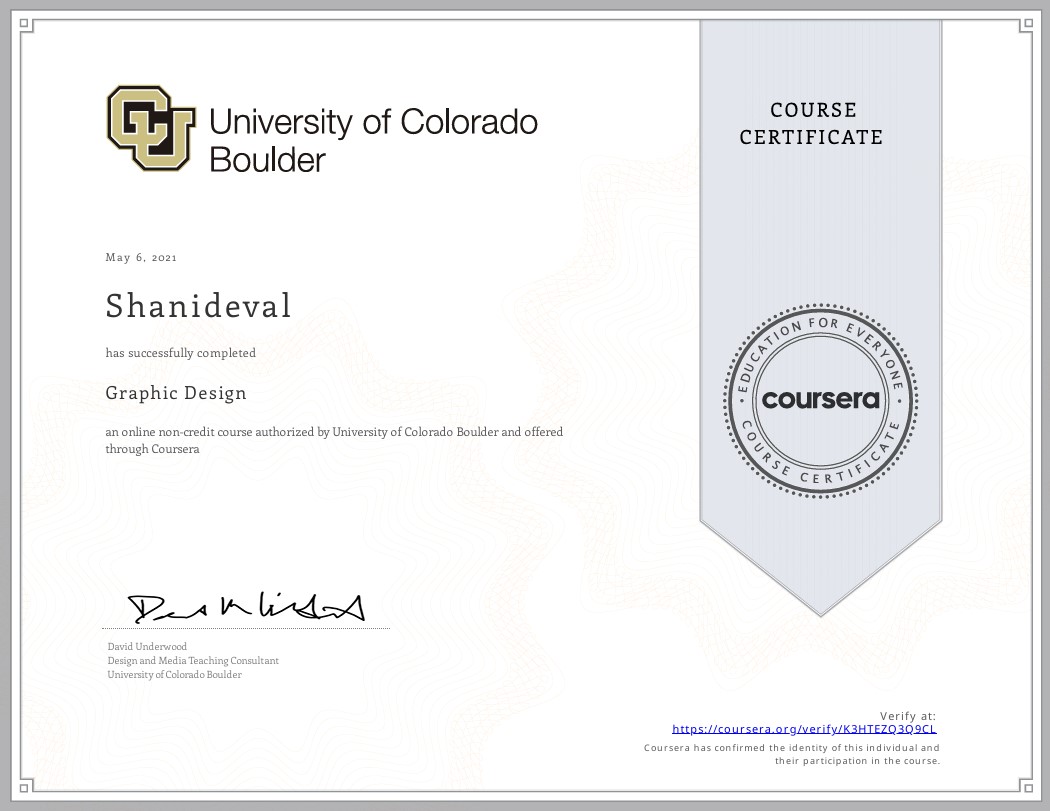 University of Colorado
Boulder
COURSE
CERTIFICATE
May 6, 2021
Shanideval
has successfully completed
Graphic Design
an online non-credit course authorized by University of Colorado Boulder and offered
through Coursera
EDUCATION FOR EVERYONE
coursera
COURSE CERTIFICATE
David Underwood
Design and Media Teaching Consultant
University of Colorado Boulder
Verify at:
https://coursera.org/verify/K3HTEZQ3Q9CL
Coursera has confirmed the identity of this individual and
their participation in the course.